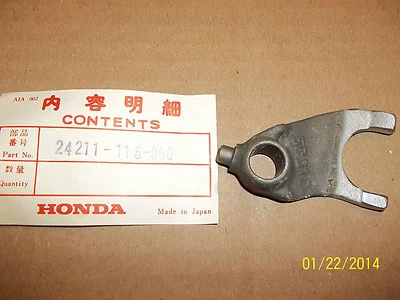 AIA 002
内容明細
CONTENTS
部品
番号
Part No.
24211-116-000
数量
Quantity
HONDA
Made in Japan
01/22/2014